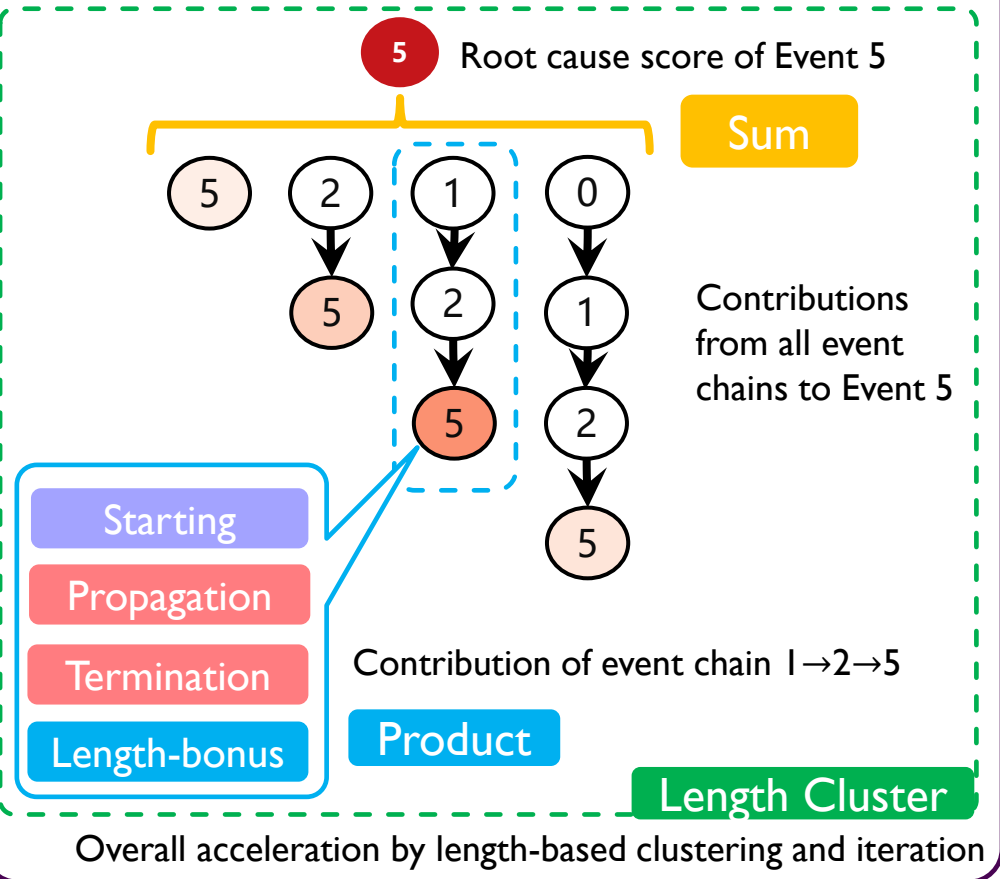 5 Root cause score of Event 5
Sum
5 2 1 0
5 2 1
5 2
5
Contributions
from all event
chains to Event 5
Starting
Propagation
Termination
Length-bonus
Contribution of event chain 1→2→5
Product
Length Cluster
Overall acceleration by length-based clustering and iteration